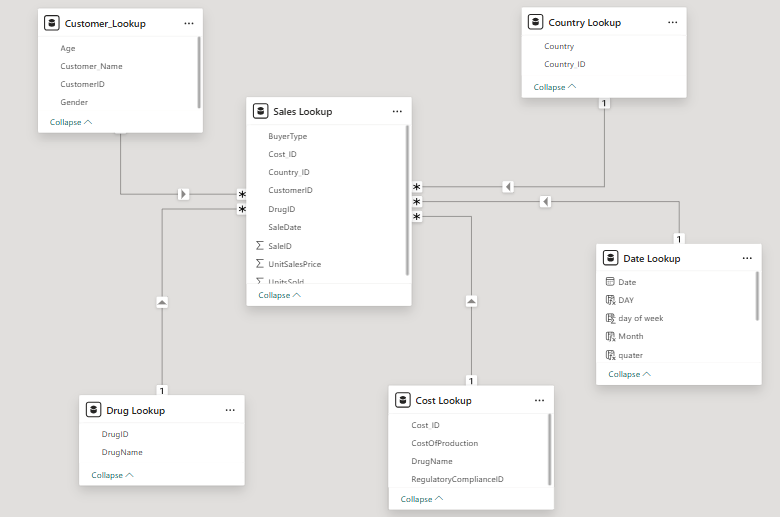 Customer_Lookup
Age
Customer_Name
CustomerID
Gender
Collapse
Country Lookup
Country
Country_ID
Collapse
1
Sales Lookup
BuyerType
Cost_ID
Country_ID
CustomerID
DrugID
SaleDate
SaleID
UnitSalesPrice
UnitsSold
Collapse
*
*
*
*
*
1
Date Lookup
Date
DAY
day of week
Month
quater
Collapse
1
Drug Lookup
DrugID
DrugName
Collapse
1
Cost Lookup
Cost_ID
CostOfProduction
DrugName
RegulatoryComplianceID
Collapse